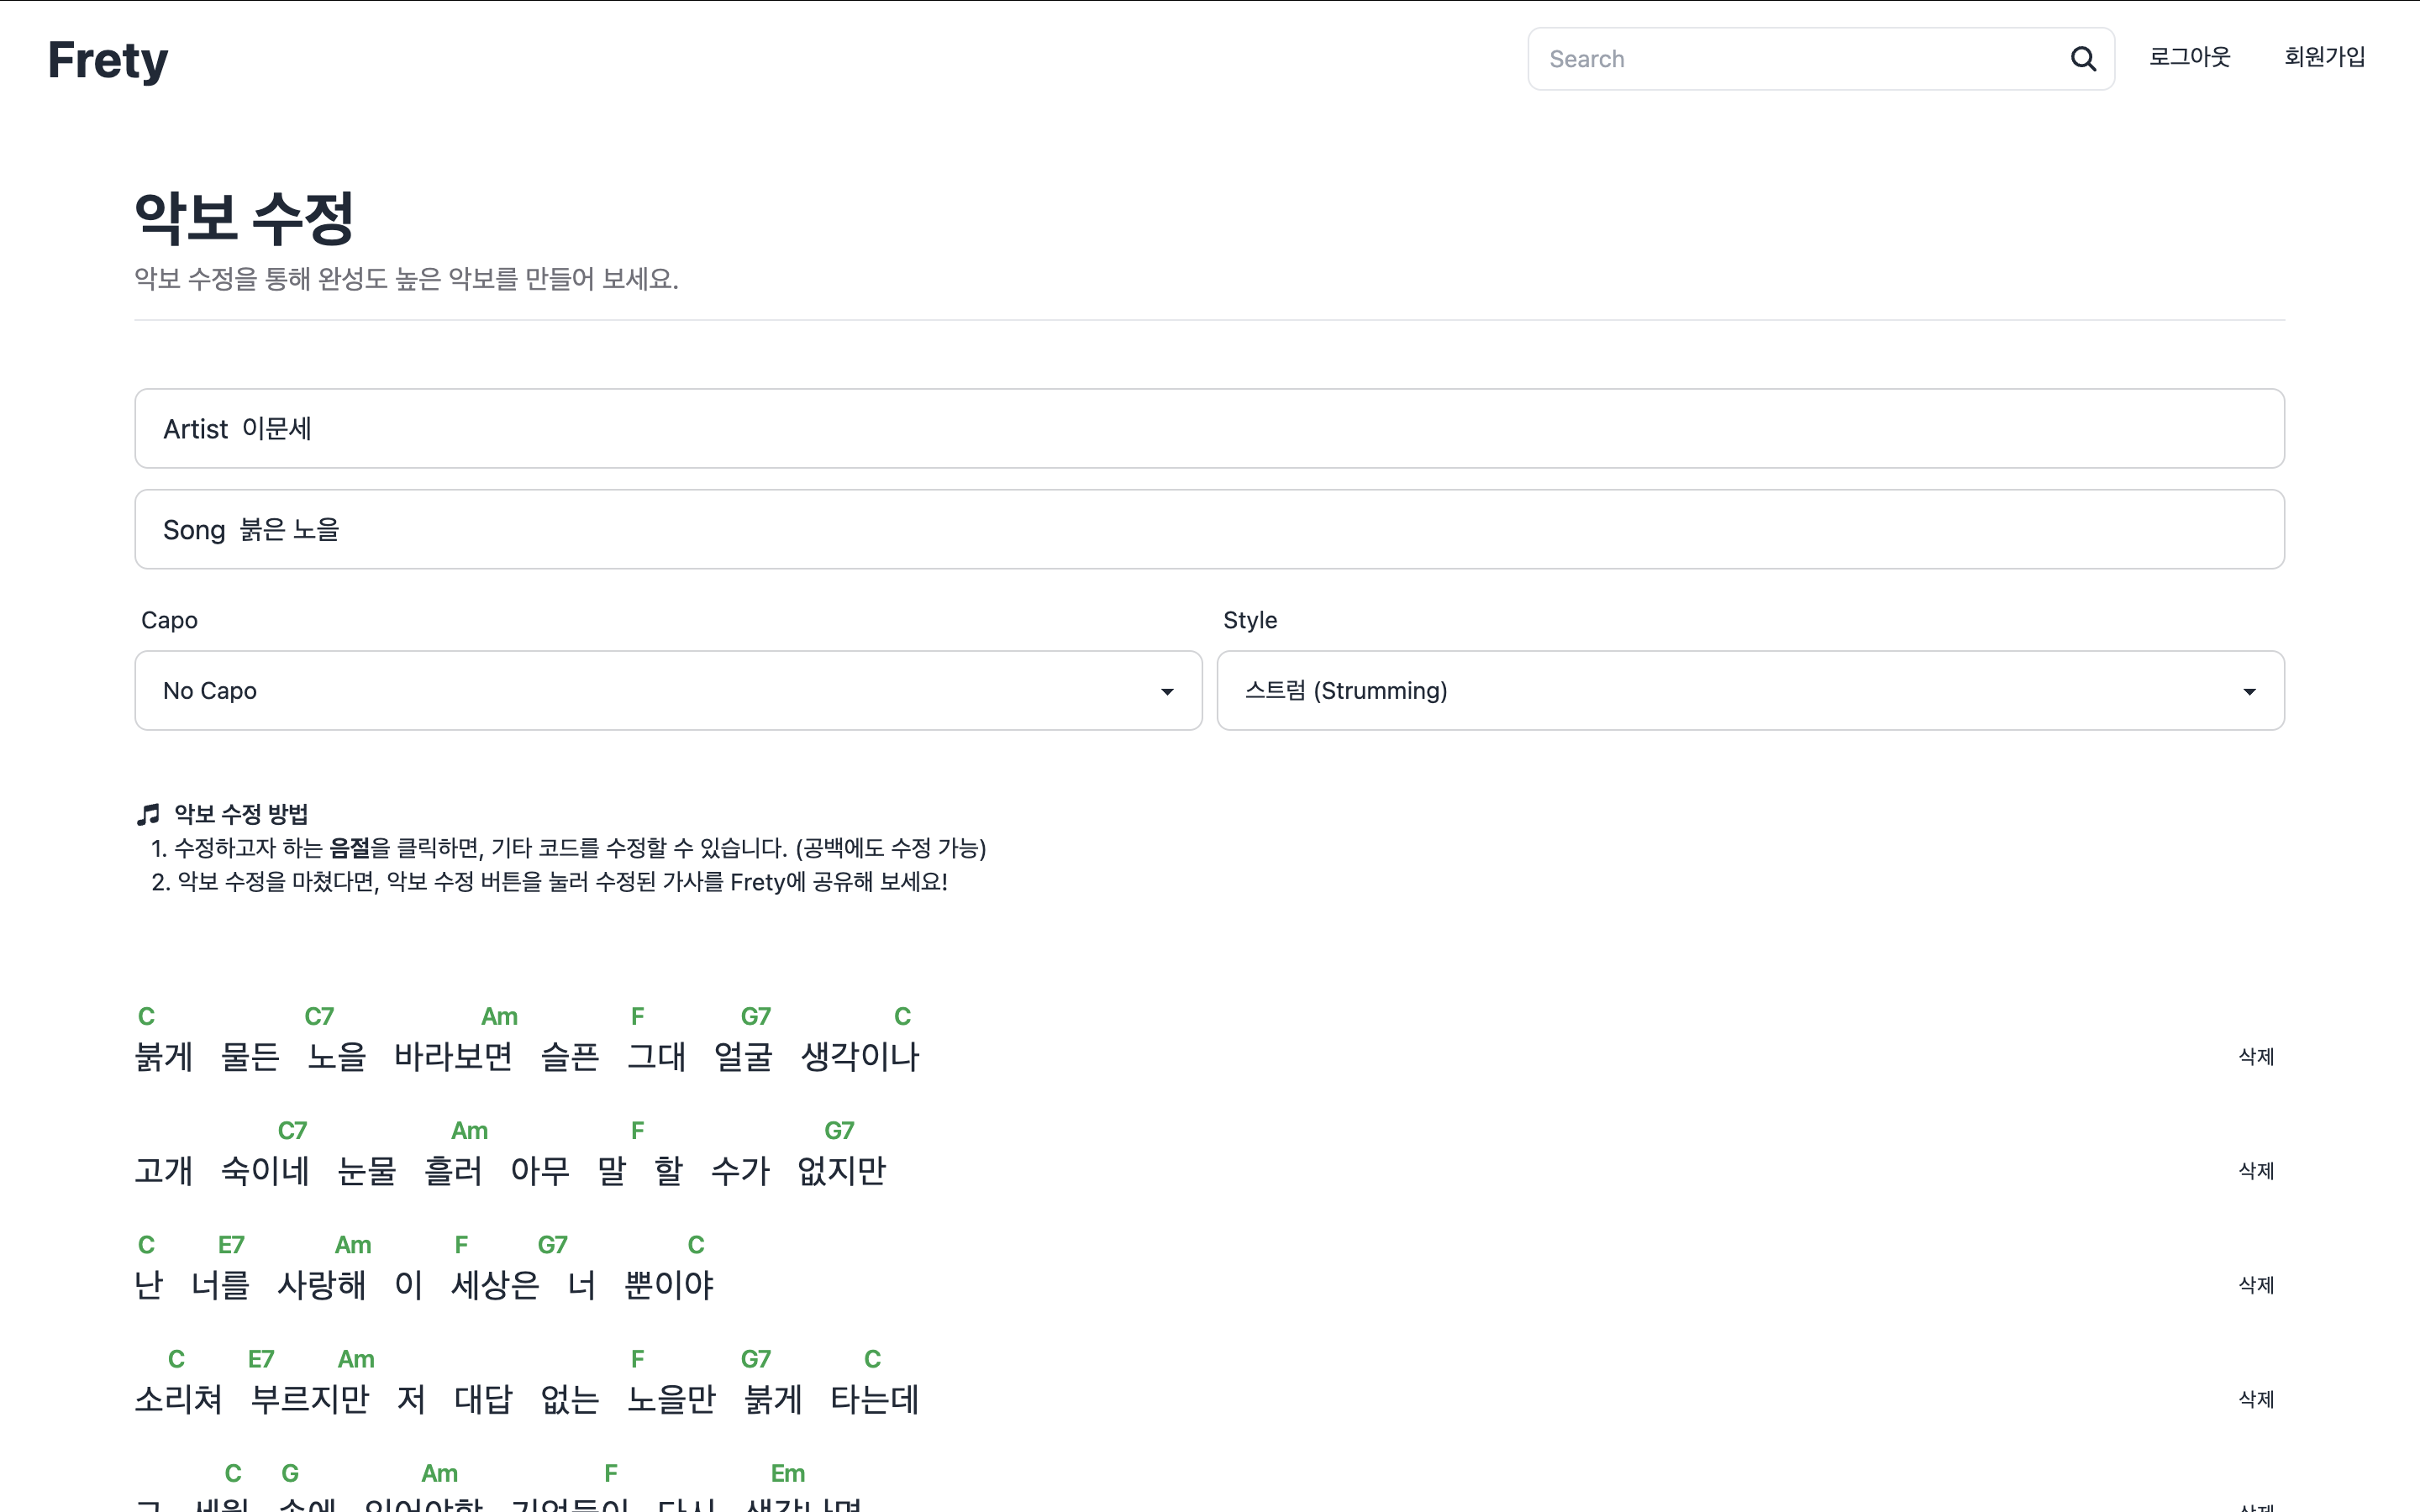 Frety
Search
로그아웃
회원가입
악보 수정
악보 수정을 통해 완성도 높은 악보를 만들어 보세요.
Artist 이문세
Song 붉은 노을
Capo
Style
No Capo
스트럼 (Strumming)
악보 수정 방법
1. 수정하고자 하는 음절을 클릭하면, 기타 코드를 수정할 수 있습니다. (공백에도 수정 가능)
2. 악보 수정을 마쳤다면, 악보 수정 버튼을 눌러 수정된 가사를 Frety에 공유해 보세요!
C C7 Am F G7 C
붉게 물든 노을 바라보면 슬픈 그대 얼굴 생각이나
삭제
C7 Am F G7
고개 숙이네 눈물 흘러 아무 말 할 수가 없지만
삭제
C E7 Am F G7 C
난 너를 사랑해 이 세상은 너 뿐이야
삭제
C E7 Am F G7 C
소리쳐 부르지만 저 대답 없는 노을만 붉게 타는데
삭제
C G Am F Em